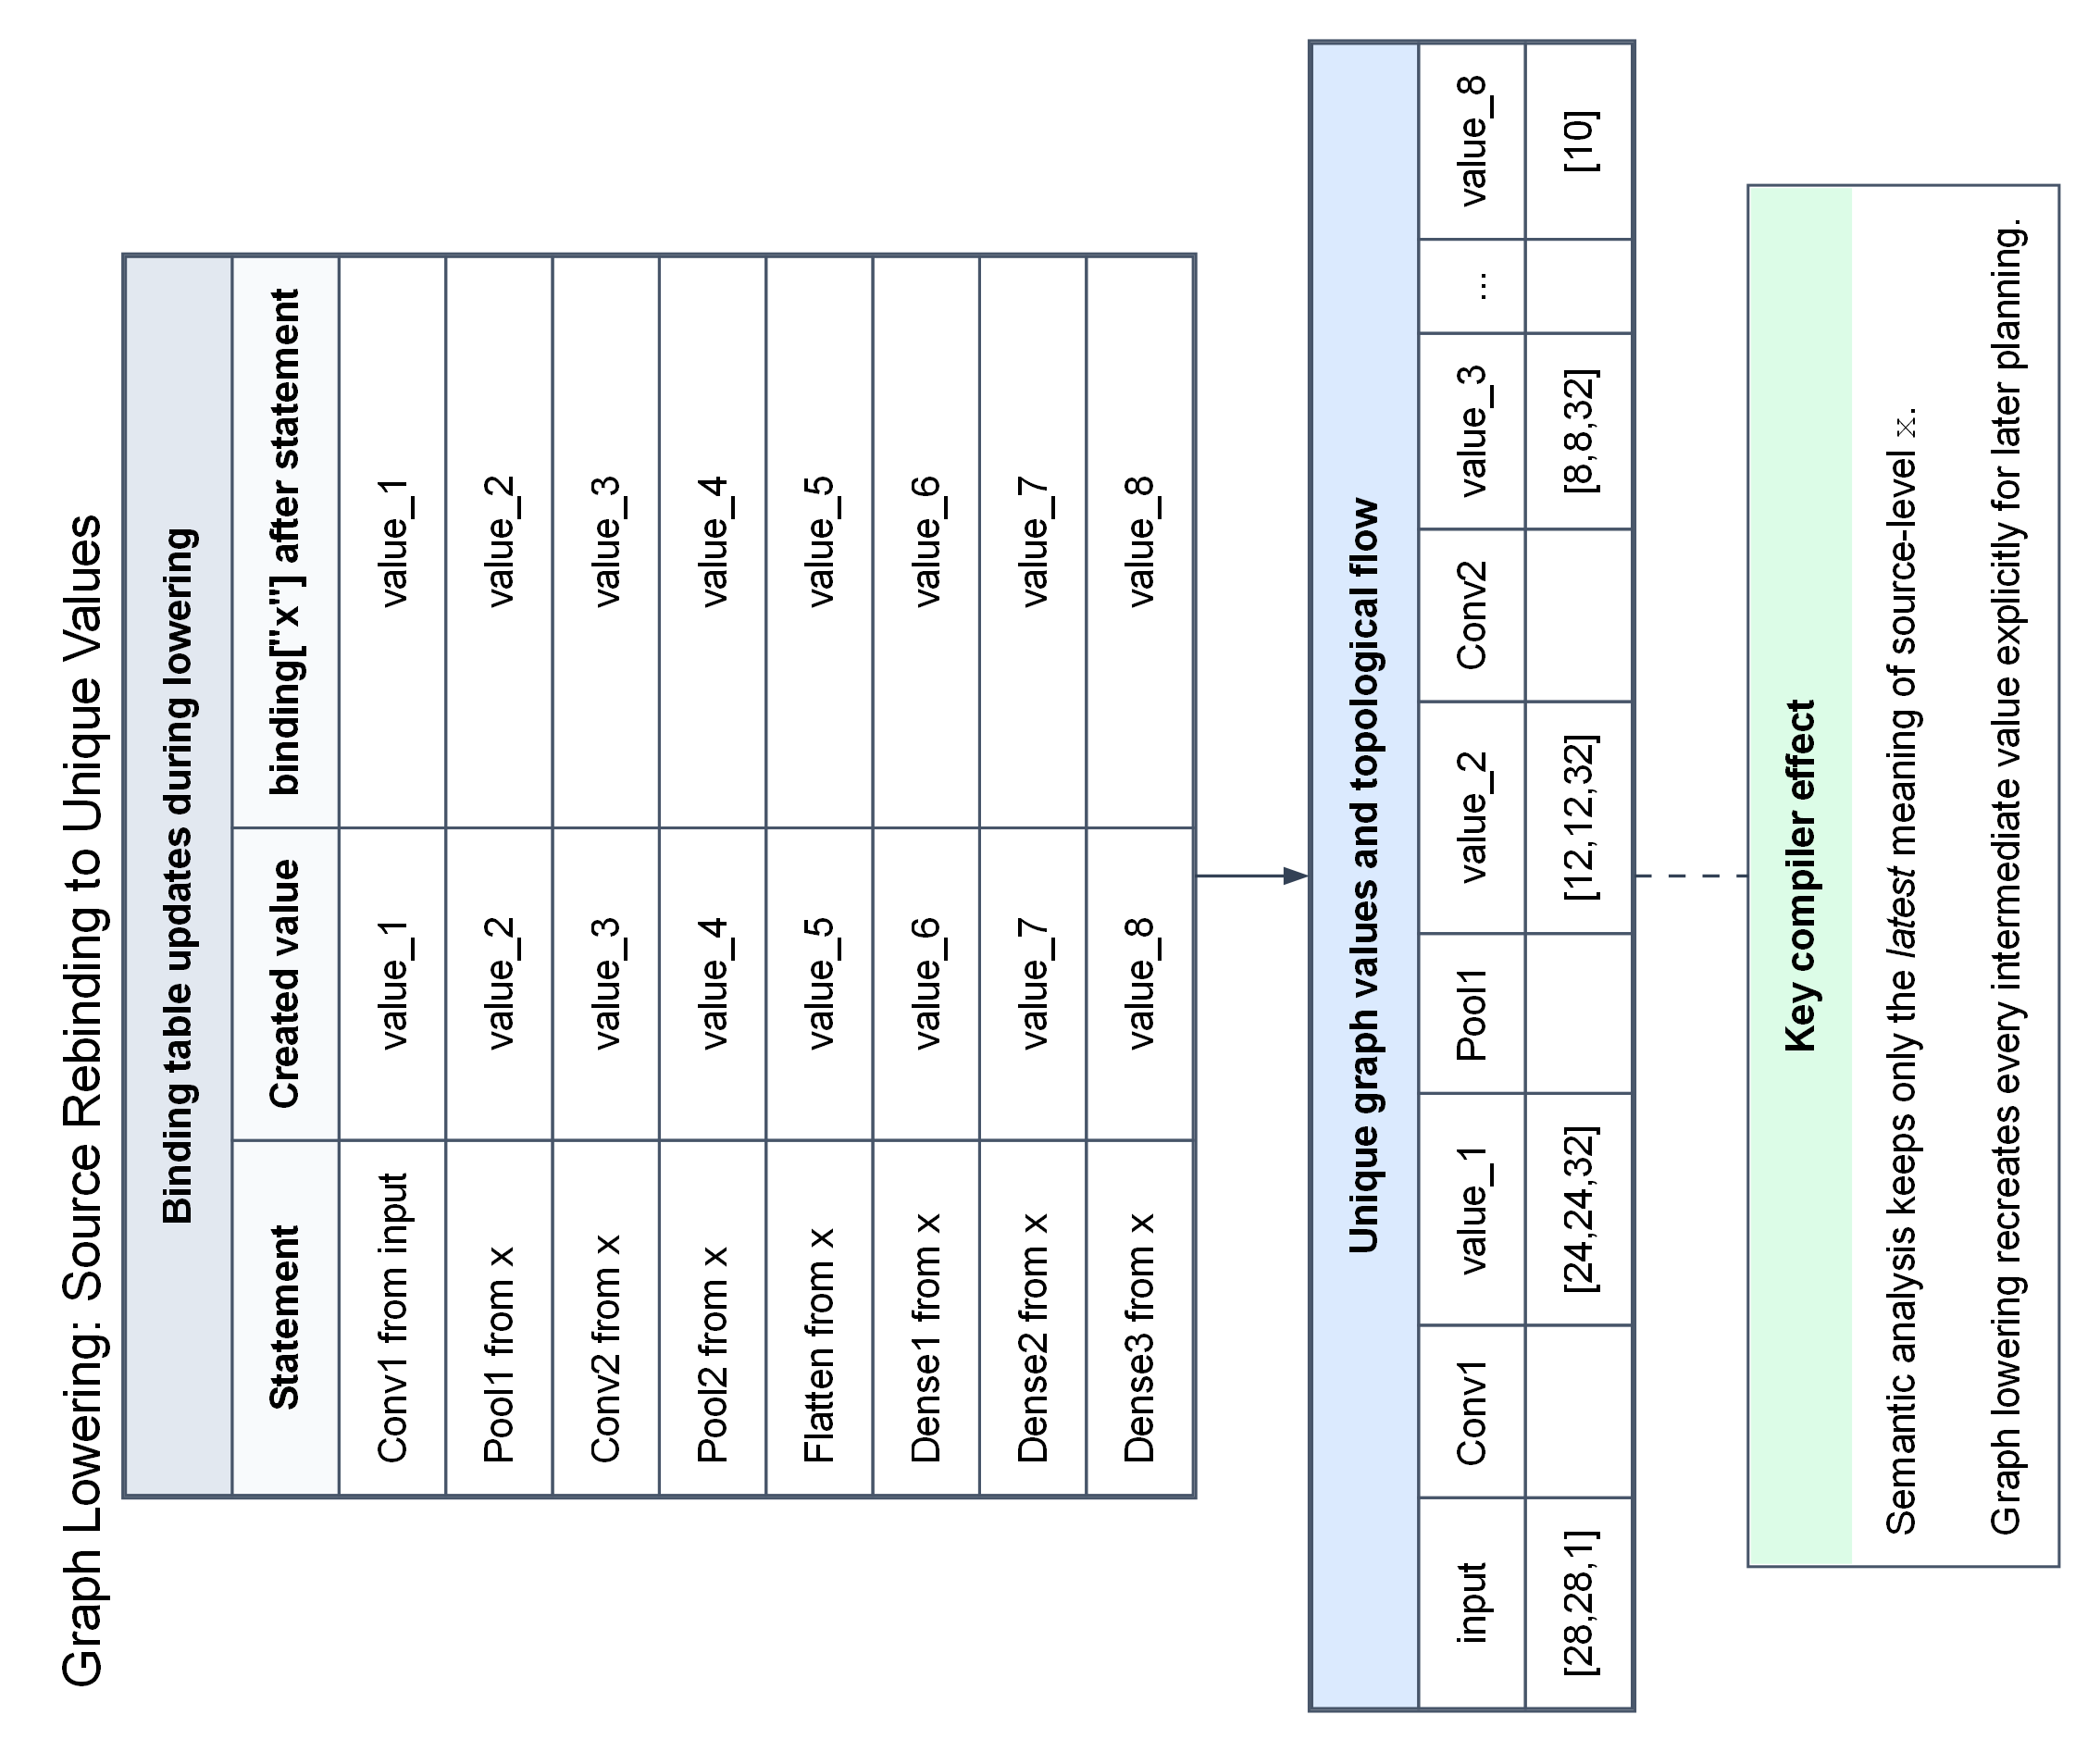 Graph Lowering: Source Rebinding to Unique Values
Binding table updates during lowering
Statement Created value binding["x"] after statement
Conv1 from input value_1 value_1
Pool1 from x value_2 value_2
Conv2 from x value_3 value_3
Pool2 from x value_4 value_4
Flatten from x value_5 value_5
Dense1 from x value_6 value_6
Dense2 from x value_7 value_7
Dense3 from x value_8 value_8
Unique graph values and topological flow
input Conv1 value_1 Pool1 value_2 Conv2 value_3 ... value_8
[28,28,1] [24,24,32] [12,12,32] [8,8,32] [10]
Key compiler effect
Semantic analysis keeps only the latest meaning of source-level x.
Graph lowering recreates every intermediate value explicitly for later planning.